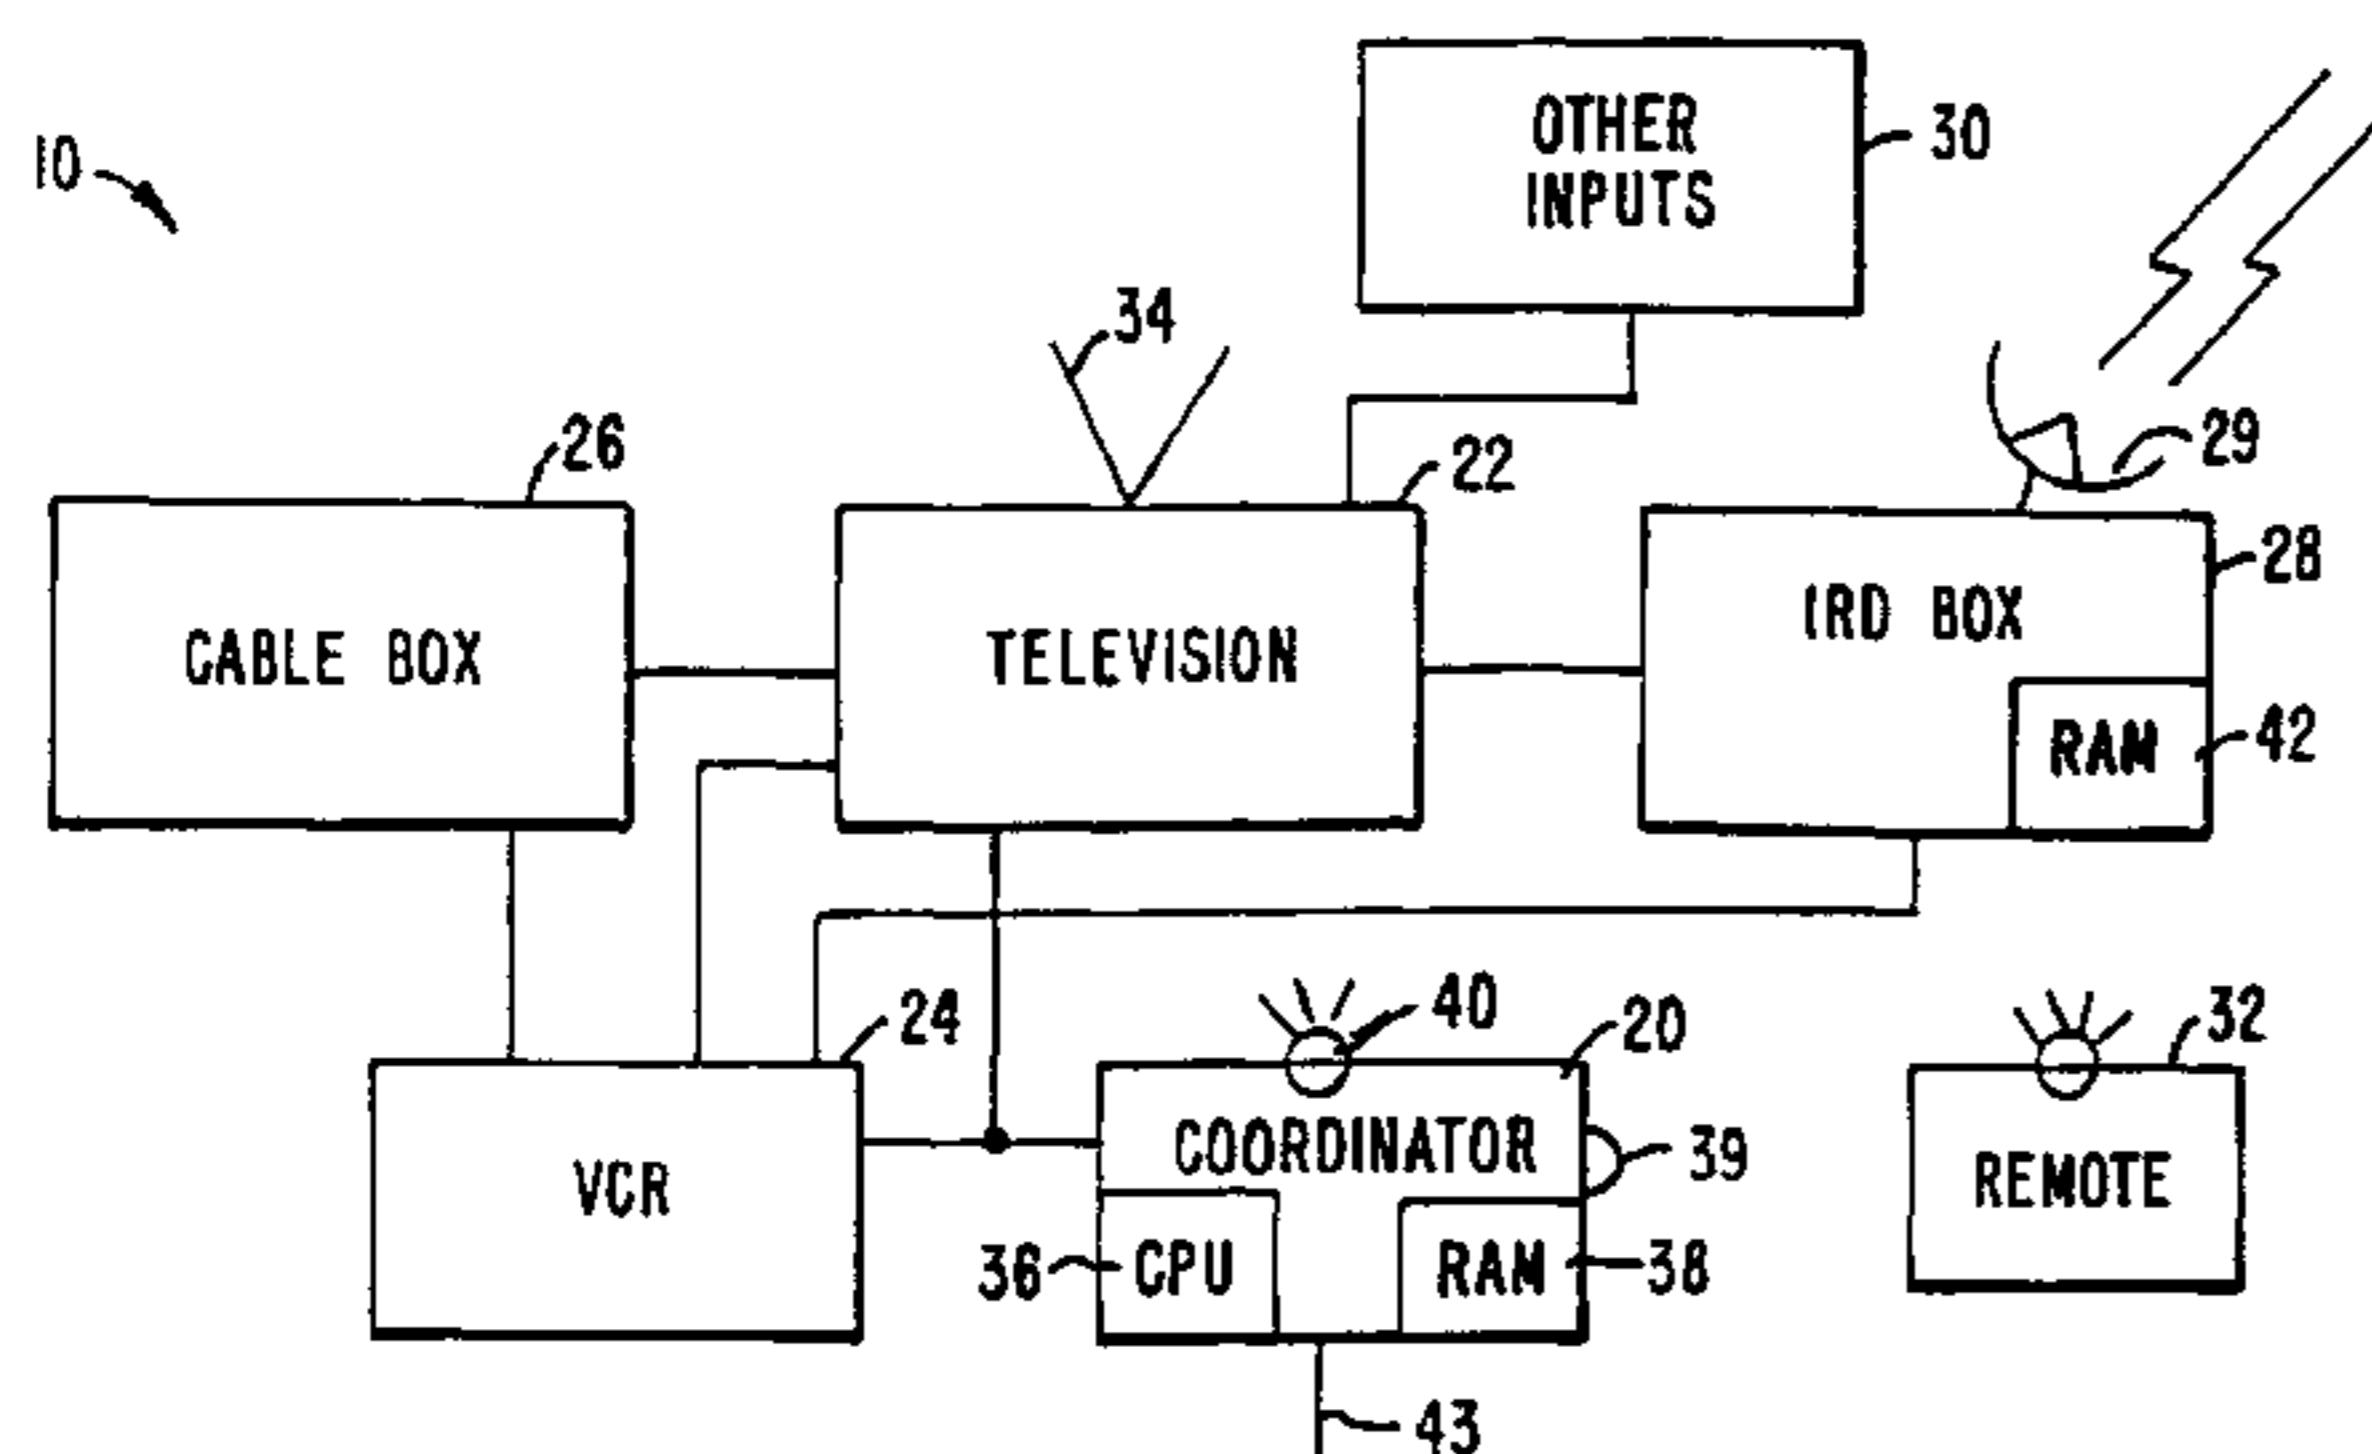 10
OTHER
INPUTS
30
34
26
22
29
28
CABLE BOX
TELEVISION
IRD BOX
RAM
42
24
40
20
32
VCR
COORDINATOR
39
REMOTE
36
CPU
RAM
38
43